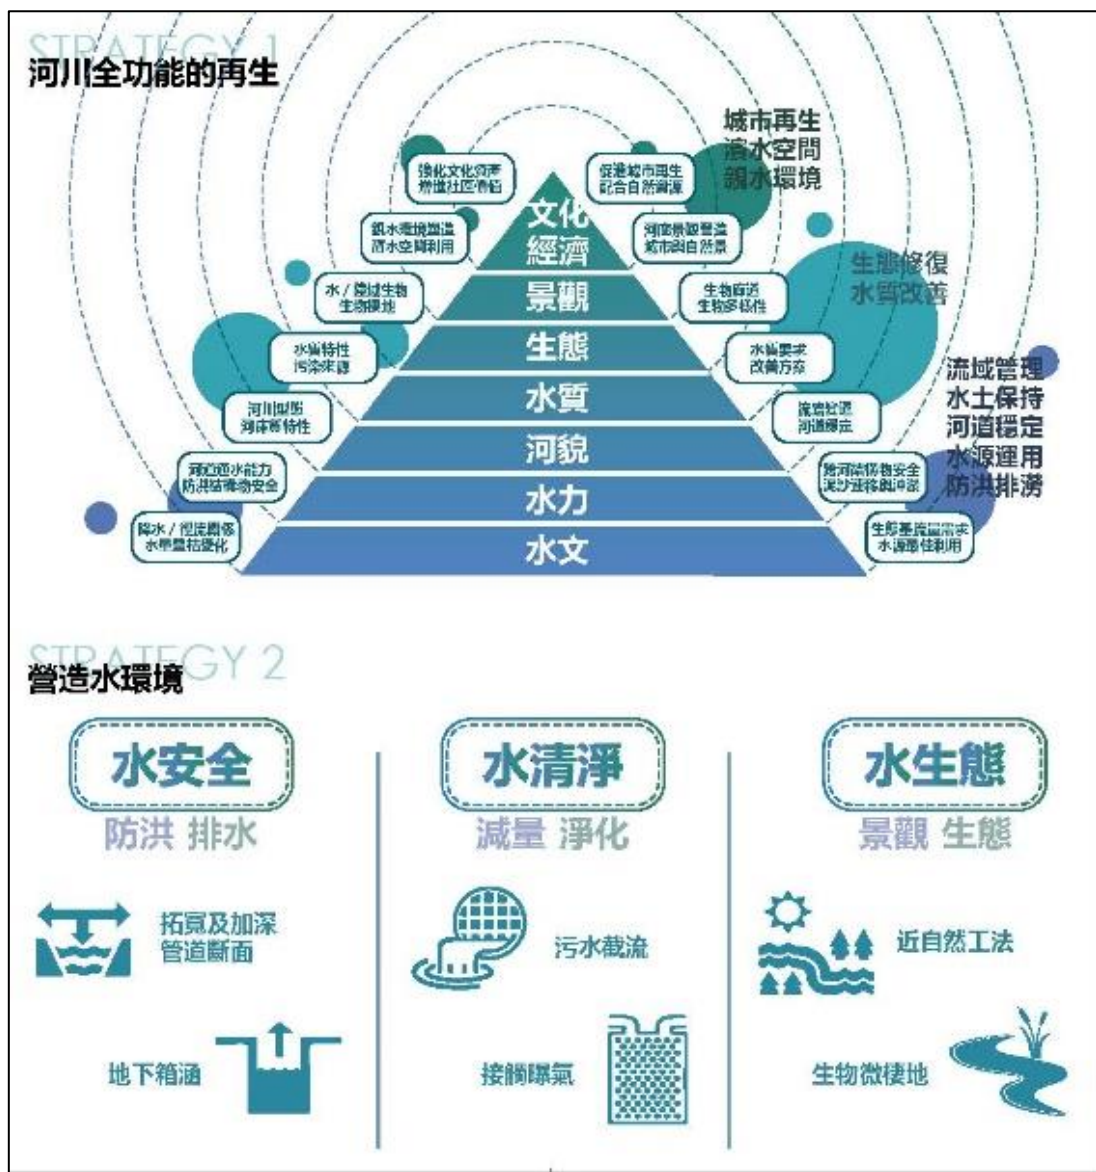 STRATEGY 1
河川全功能的再生
城市再生
濱水空間
親水環境
生態修復
水質改善
流域管理
水土保持
河道穩定
水源運用
防洪排澇
文化
經濟
景觀
生態
水質
河貌
水力
水文
強化文化資產
增進社區價值
促進城市再生
配合自然資源
親水環境塑造
濱水空間利用
河岸景觀營造
城市與自然景
水 / 陸域生物
生物棲地
生物廊道
生物多樣性
水質特性
污染來源
水質要求
改善方案
河川型態
河床質特性
河道穩定
河道通水能力
防洪結構物安全
跨河結構物安全
泥沙運移與沖淤
降水 / 徑流關係
水旱豐枯變化
生態基流量需求
水源最佳利用
STRATEGY 2
營造水環境
水安全
防洪 排水
拓寬及加深
管道斷面
地下箱涵
水清淨
減量 淨化
污水截流
接觸曝氣
水生態
景觀 生態
近自然工法
生物微棲地